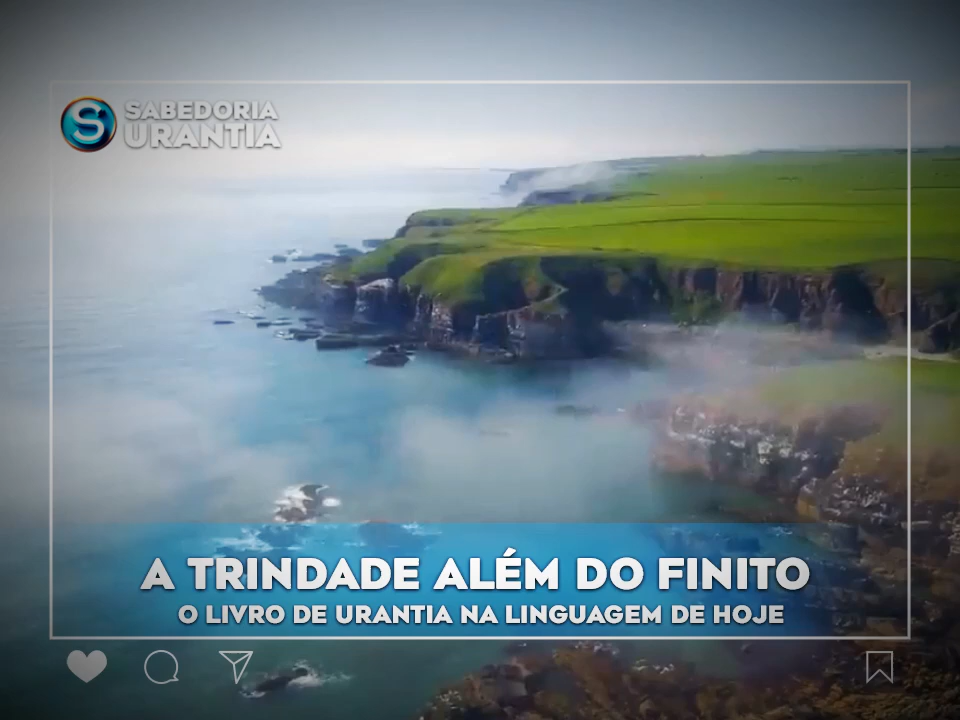 SABEDORIA
URANTIA
A TRINDADE ALÉM DO FINITO
O LIVRO DE URANTIA NA LINGUAGEM DE HOJE